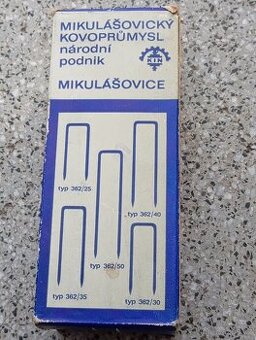 MIKULÁŠOVICKÝ
KOVOPRŮMYSL
národní
podnik
KIK
MIKULÁŠOVICE
typ 362/25
typ 362/40
typ 362/50
typ 362/35
typ 362/30